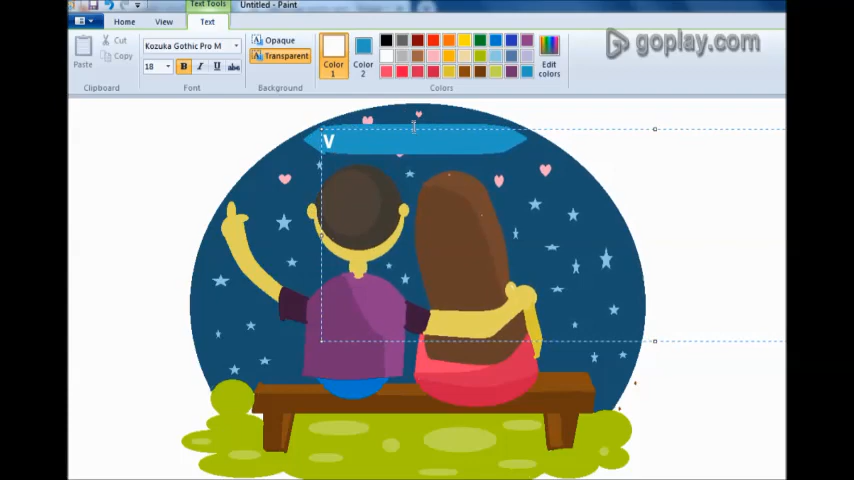 Text Tools
Untitled - Paint
Home
View
Text
Cut
Copy
Paste
Clipboard
Kozuka Gothic Pro M
18
B
I
U
abc
Font
Opaque
Transparent
Background
Color
1
Color
2
Edit
colors
Colors
goplay.com
V